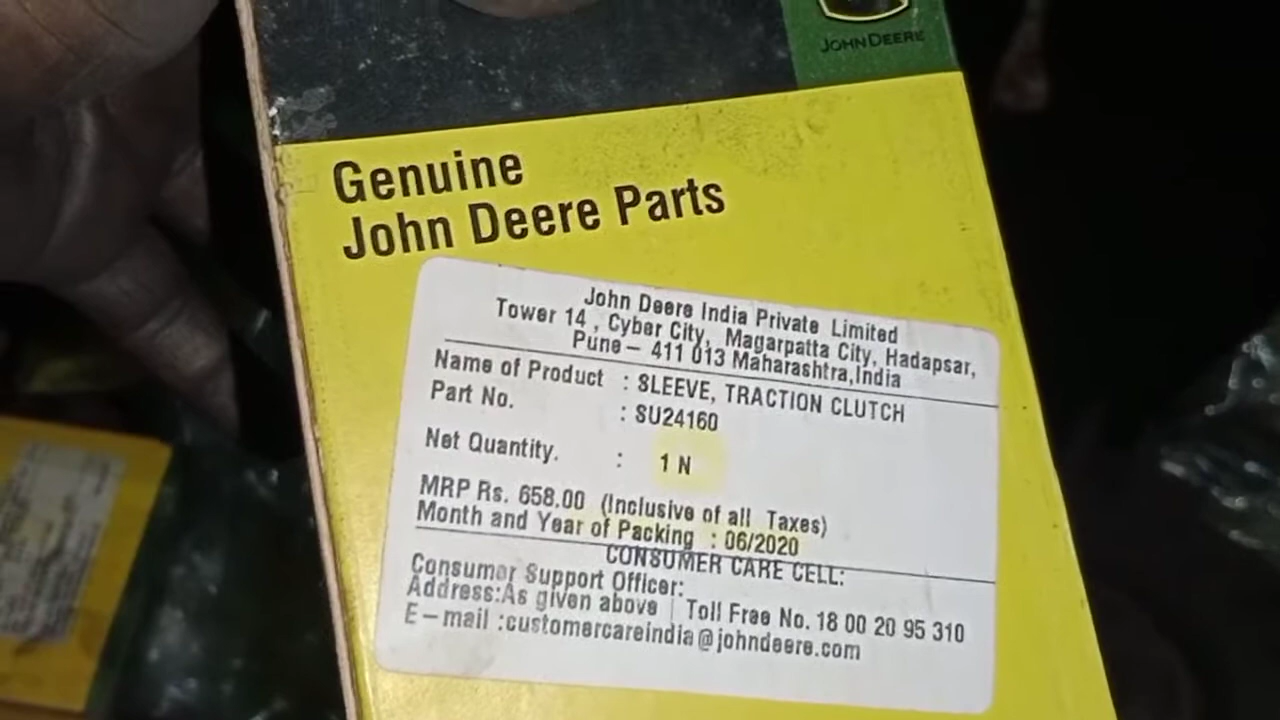 JOHN DEERE
Genuine
John Deere Parts
John Deere India Private Limited
Tower 14 , Cyber City, Magarpatta City, Hadapsar,
Pune – 411 013 Maharashtra,India
Name of Product : SLEEVE, TRACTION CLUTCH
Part No. : SU24160
Net Quantity. : 1 N
MRP Rs. 658.00 (Inclusive of all Taxes)
Month and Year of Packing : 06/2020
CONSUMER CARE CELL:
Consumer Support Officer:
Address:As given above | Toll Free No. 18 00 20 95 310
E–mail :customercareindia@johndeere.com